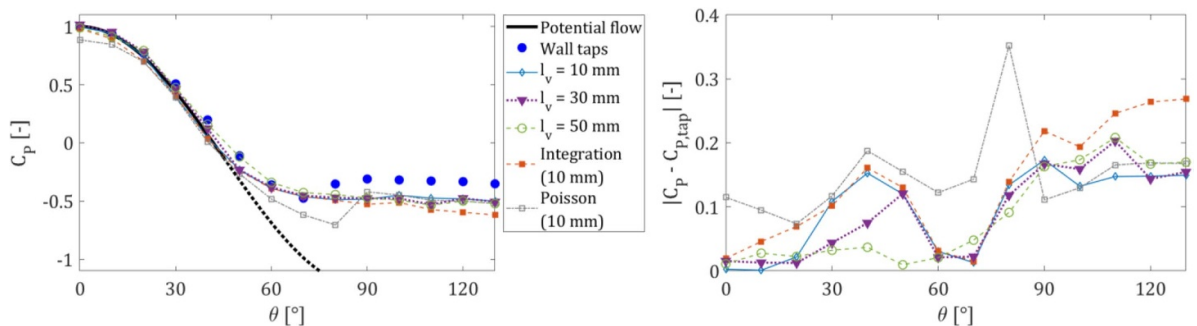 1
0.5
0
-0.5
-1
C_P [-]
0 30 60 90 120
θ [°]
Potential flow
Wall taps
l_v = 10 mm
l_v = 30 mm
l_v = 50 mm
Integration
(10 mm)
Poisson
(10 mm)
0.4
0.3
0.2
0.1
0
|C_P - C_P,tap| [-]
0 30 60 90 120
θ [°]